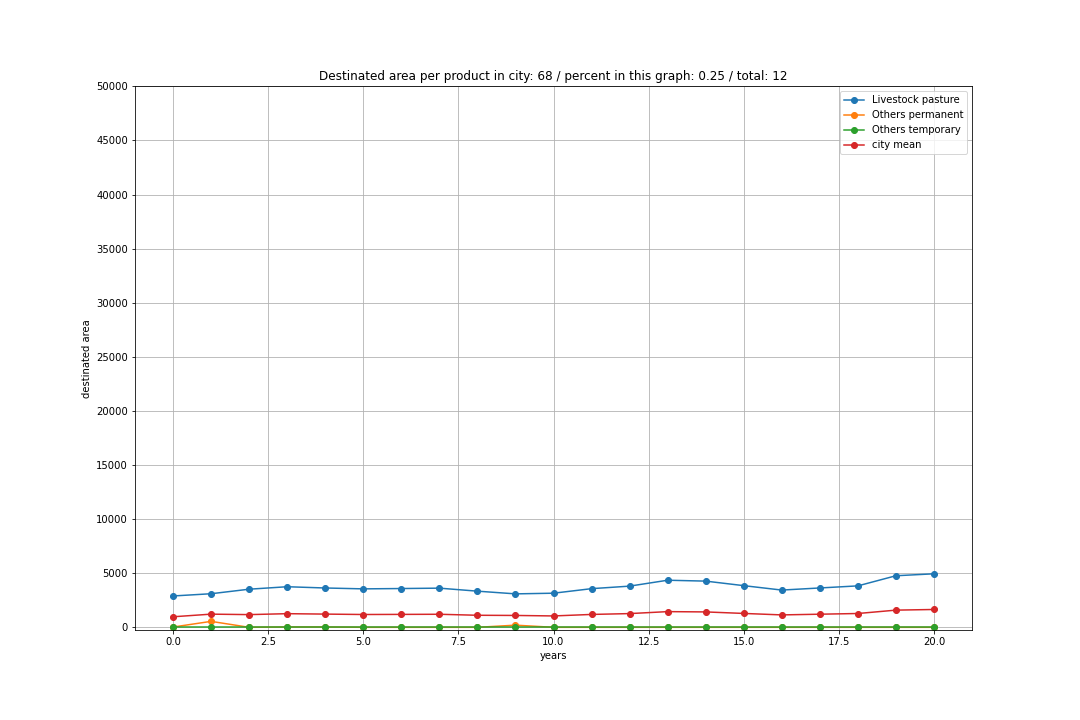 Destinated area per product in city: 68 / percent in this graph: 0.25 / total: 12
50000
45000
40000
35000
30000
25000
20000
15000
10000
5000
0
destinated area
Livestock pasture
Others permanent
Others temporary
city mean
0.0 2.5 5.0 7.5 10.0 12.5 15.0 17.5 20.0
years